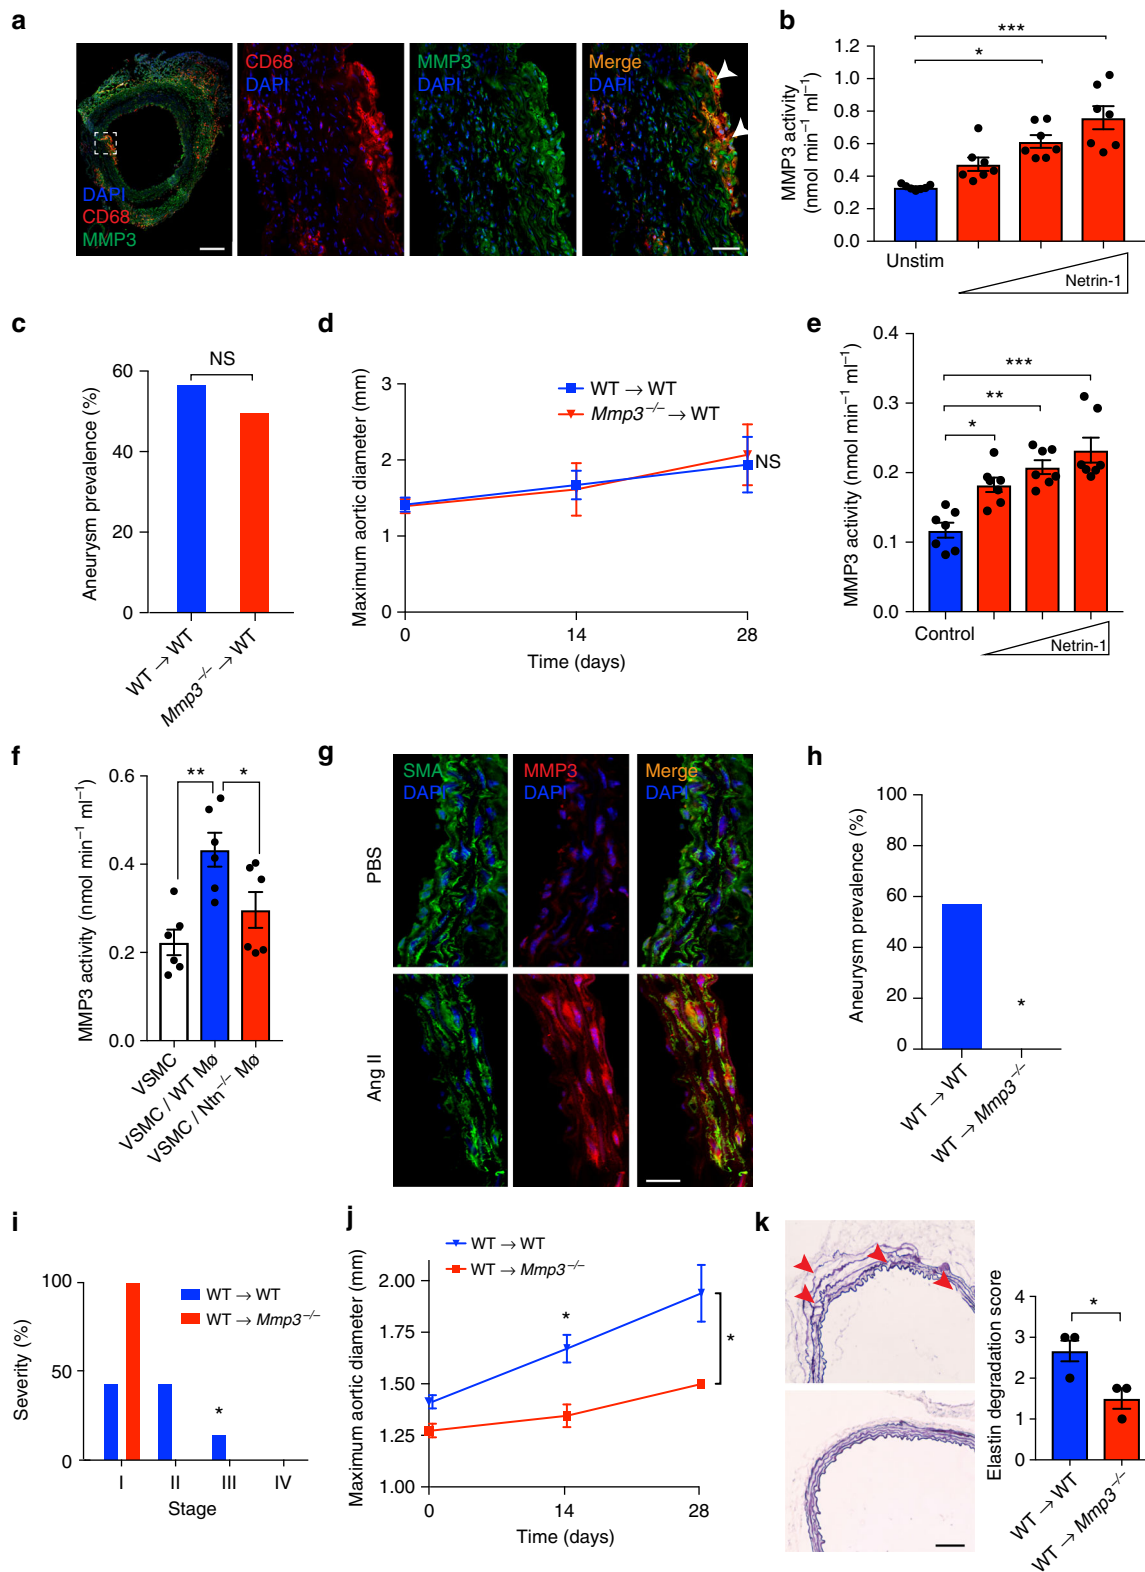 a
CD68
DAPI
MMP3
DAPI
Merge
DAPI
DAPI
CD68
MMP3
b
MMP3 activity
(nmol min⁻¹ ml⁻¹)
1.2
1.0
0.8
0.6
0.4
0.2
0.0
***
*
Unstim
Netrin-1
c
Aneurysm prevalence (%)
60
40
20
0
NS
WT → WT
Mmp3⁻/⁻ → WT
d
Maximum aortic diameter (mm)
3
2
1
0
WT → WT
Mmp3⁻/⁻ → WT
NS
0
14
28
Time (days)
e
MMP3 activity (nmol min⁻¹ ml⁻¹)
0.4
0.3
0.2
0.1
0.0
***
**
*
Control
Netrin-1
f
MMP3 activity (nmol min⁻¹ ml⁻¹)
0.6
0.4
0.2
0.0
**
*
VSMC
VSMC / WT Mø
VSMC / Ntn⁻/⁻ Mø
g
SMA
DAPI
MMP3
DAPI
Merge
DAPI
PBS
Ang II
h
Aneurysm prevalence (%)
100
80
60
40
20
0
*
WT → WT
WT → Mmp3⁻/⁻
i
Severity (%)
100
50
0
WT → WT
WT → Mmp3⁻/⁻
*
I
II
III
IV
Stage
j
Maximum aortic diameter (mm)
2.00
1.75
1.50
1.25
1.00
WT → WT
WT → Mmp3⁻/⁻
*
*
0
14
28
Time (days)
k
Elastin degradation score
4
3
2
1
0
*
WT → WT
WT → Mmp3⁻/⁻